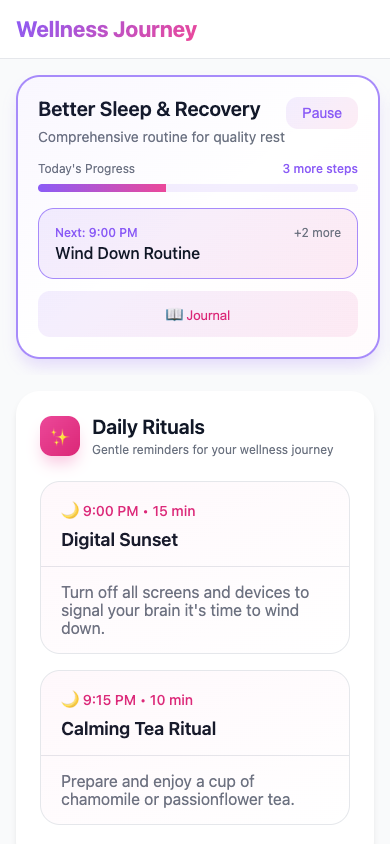 Wellness Journey
Better Sleep & Recovery
Pause
Comprehensive routine for quality rest
Today's Progress
3 more steps
Next: 9:00 PM
+2 more
Wind Down Routine
📖 Journal
✨
Daily Rituals
Gentle reminders for your wellness journey
🌙 9:00 PM • 15 min
Digital Sunset
Turn off all screens and devices to
signal your brain it's time to wind
down.
🌙 9:15 PM • 10 min
Calming Tea Ritual
Prepare and enjoy a cup of
chamomile or passionflower tea.